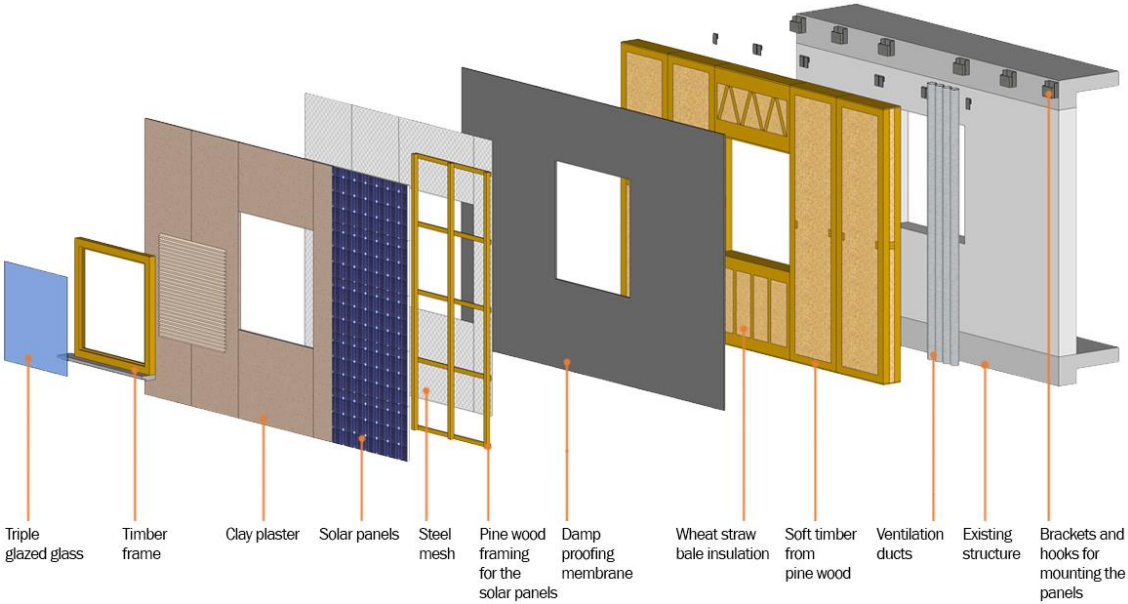 Triple
glazed glass
Timber
frame
Clay plaster
Solar panels
Steel
mesh
Pine wood
framing
for the
solar panels
Damp
proofing
membrane
Wheat straw
bale insulation
Soft timber
from
pine wood
Ventilation
ducts
Existing
structure
Brackets and
hooks for
mounting the
panels